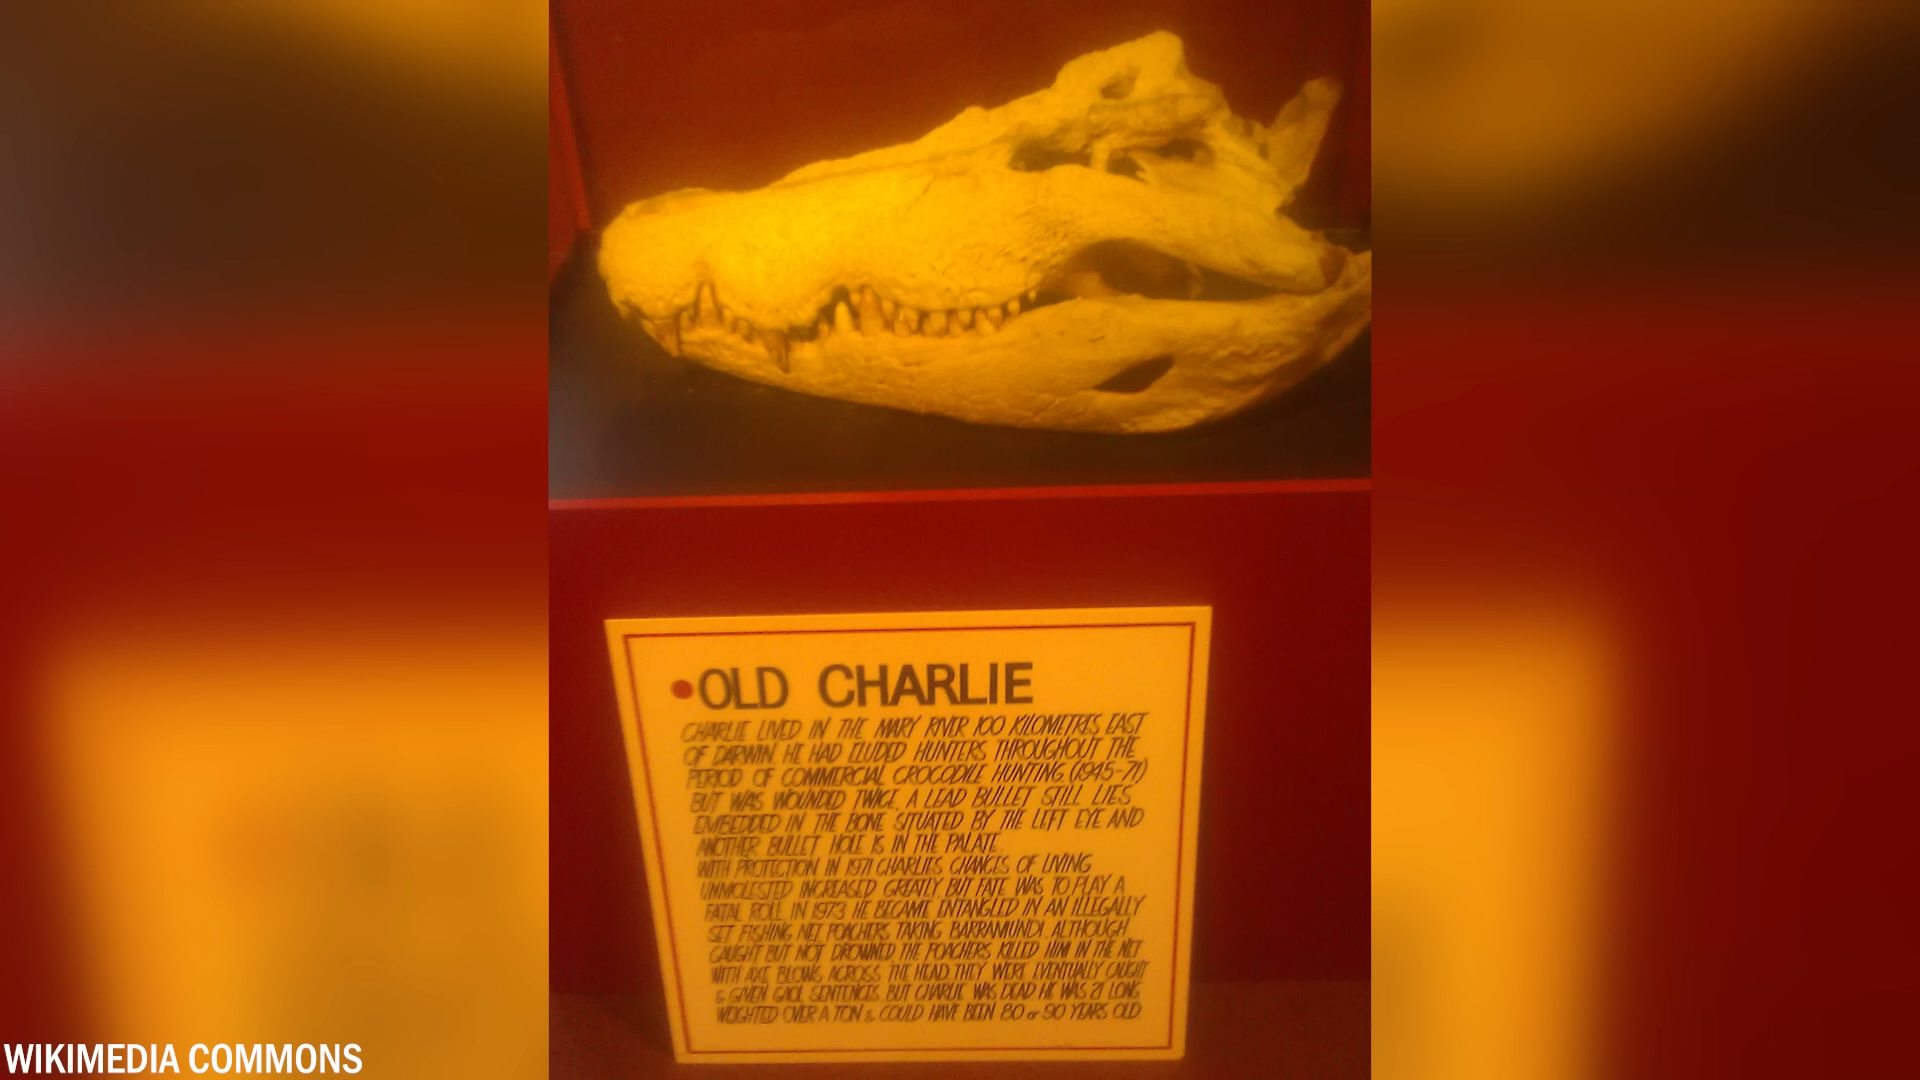 •OLD CHARLIE
CHARLIE LIVED IN THE MARY RIVER 100 KILOMETRES EAST
OF DARWIN. HE HAD ELUDED HUNTERS THROUGHOUT THE
PERIOD OF COMMERCIAL CROCODILE HUNTING (1945-71)
BUT WAS WOUNDED TWICE. A LEAD BULLET STILL LIES
EMBEDDED IN THE BONE SITUATED BY THE LEFT EYE AND
ANOTHER BULLET HOLE IS IN THE PALATE.
WITH PROTECTION IN 1971 CHARLIES CHANCES OF LIVING
UNMOLESTED INCREASED GREATLY BUT FATE WAS TO PLAY A
FATAL ROLL. IN 1973 HE BECAME ENTANGLED IN AN ILLEGALLY
SET FISHING NET POACHERS TAKING BARRAMUNDI. ALTHOUGH
CAUGHT BUT NOT DROWNED THE POACHERS KILLED HIM IN THE NET
WITH AXE BLOWS ACROSS THE HEAD THEY WERE EVENTUALLY CAUGHT
& GIVEN GAOL SENTENCES BUT CHARLIE WAS DEAD HE WAS 21 LONG
WEIGHTED OVER A TON & COULD HAVE BEEN 80 or 90 YEARS OLD.
WIKIMEDIA COMMONS